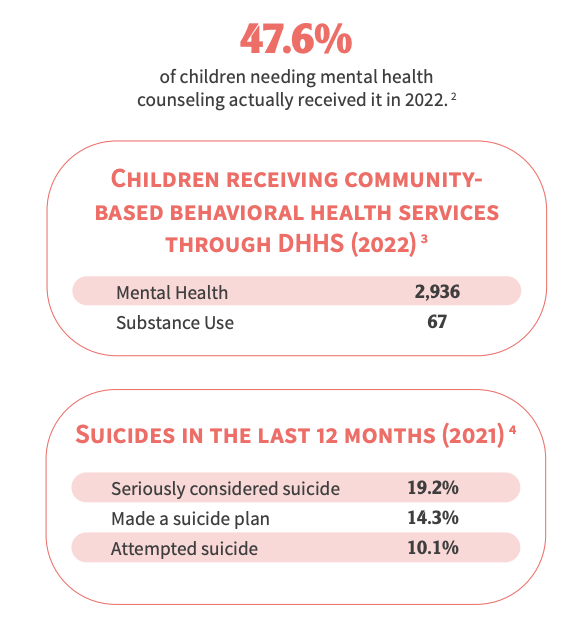 47.6%
of children needing mental health
counseling actually received it in 2022. 2
Children receiving community-
based behavioral health services
through DHHS (2022) 3
Mental Health 2,936
Substance Use 67
Suicides in the last 12 months (2021) 4
Seriously considered suicide 19.2%
Made a suicide plan 14.3%
Attempted suicide 10.1%